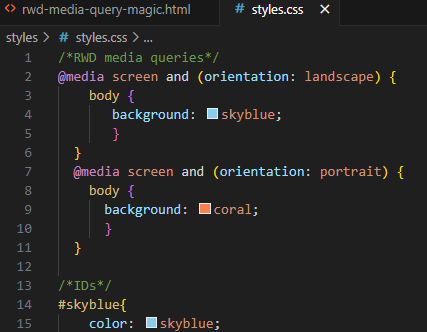 <> rwd-media-query-magic.html # styles.css ×
styles > # styles.css > ...
1 /*RWD media queries*/
2 @media screen and (orientation: landscape) {
3 body {
4 background: skyblue;
5 }
6 }
7 @media screen and (orientation: portrait) {
8 body {
9 background: coral;
10 }
11 }
12
13 /*IDs*/
14 #skyblue{
15 color: skyblue;